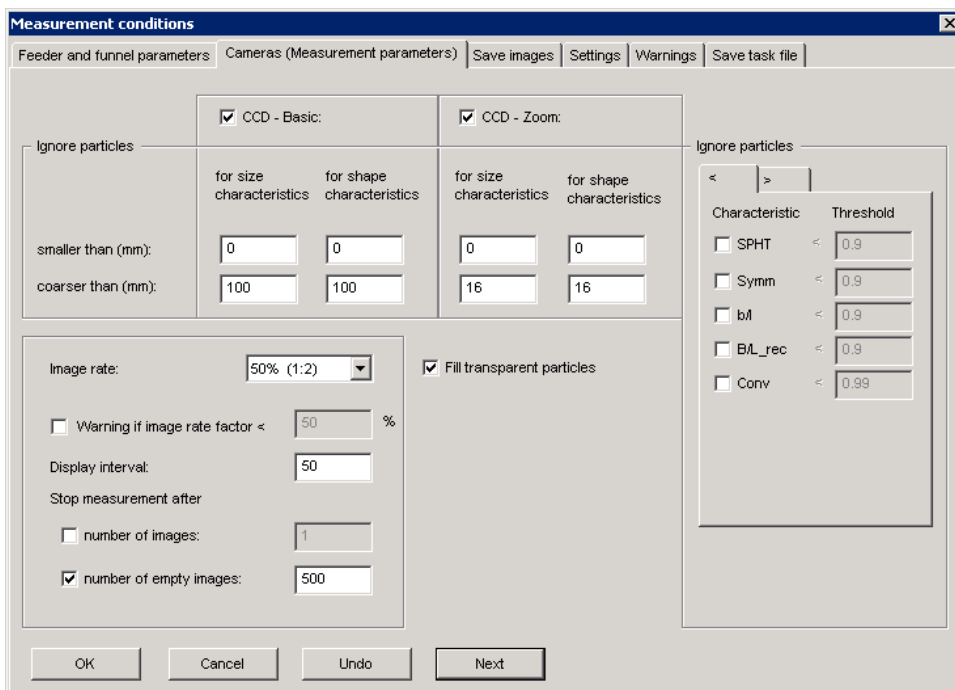 Measurement conditions
Feeder and funnel parameters Cameras (Measurement parameters) Save images Settings Warnings Save task file
CCD - Basic: CCD - Zoom:
Ignore particles
for size characteristics for shape characteristics for size characteristics for shape characteristics
smaller than (mm): 0 0 0 0
coarser than (mm): 100 100 16 16
Ignore particles
< >
Characteristic Threshold
SPHT < 0.9
Symm < 0.9
b/l < 0.9
B/L_rec < 0.9
Conv < 0.99
Image rate: 50% (1:2)
Fill transparent particles
Warning if image rate factor < 50 %
Display interval: 50
Stop measurement after
number of images: 1
number of empty images: 500
OK Cancel Undo Next